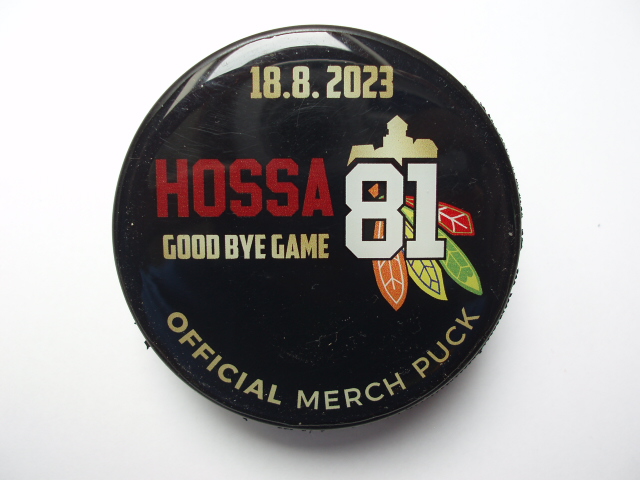 18.8. 2023
HOSSA 81
GOOD BYE GAME
OFFICIAL MERCH PUCK